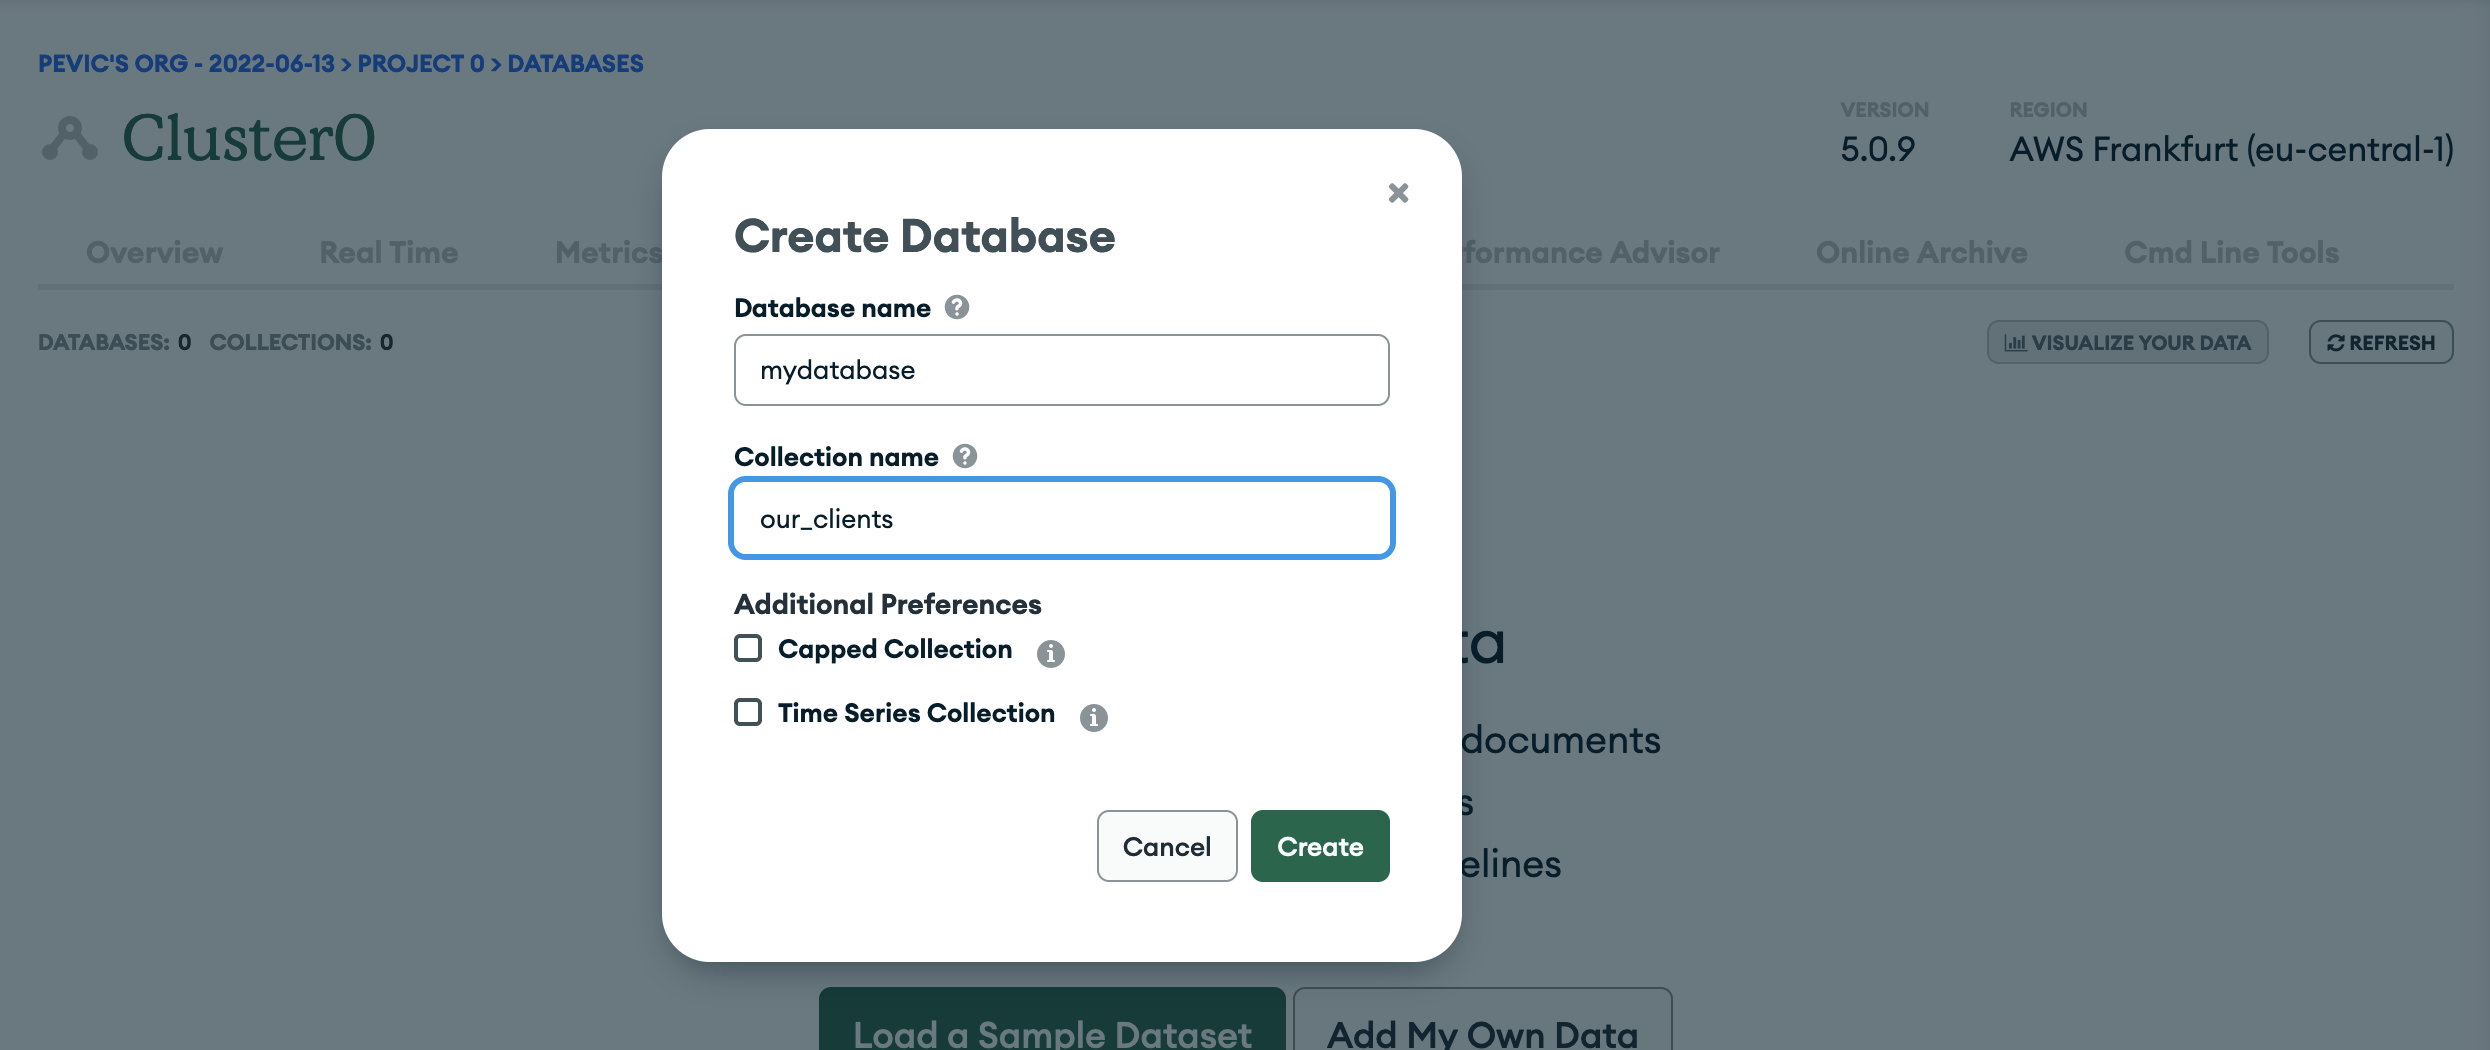 PEVIC'S ORG - 2022-06-13 > PROJECT 0 > DATABASES
Cluster0
VERSION
5.0.9
REGION
AWS Frankfurt (eu-central-1)
Overview
Real Time
Metrics
formance Advisor
Online Archive
Cmd Line Tools
DATABASES: 0 COLLECTIONS: 0
VISUALIZE YOUR DATA
REFRESH
Create Database
Database name
mydatabase
Collection name
our_clients
Additional Preferences
Capped Collection
Time Series Collection
Cancel
Create
ta
documents
s
elines
Load a Sample Dataset
Add My Own Data